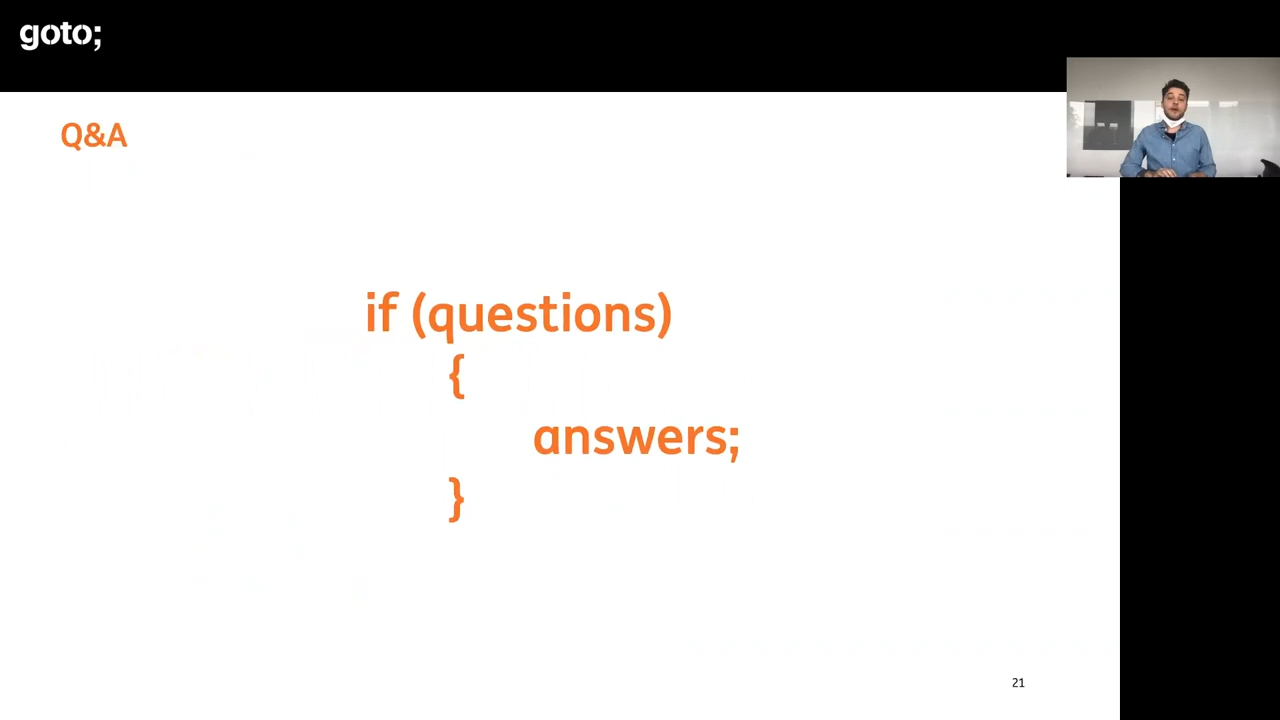 goto;
Q&A
if (questions)
{
answers;
}
21